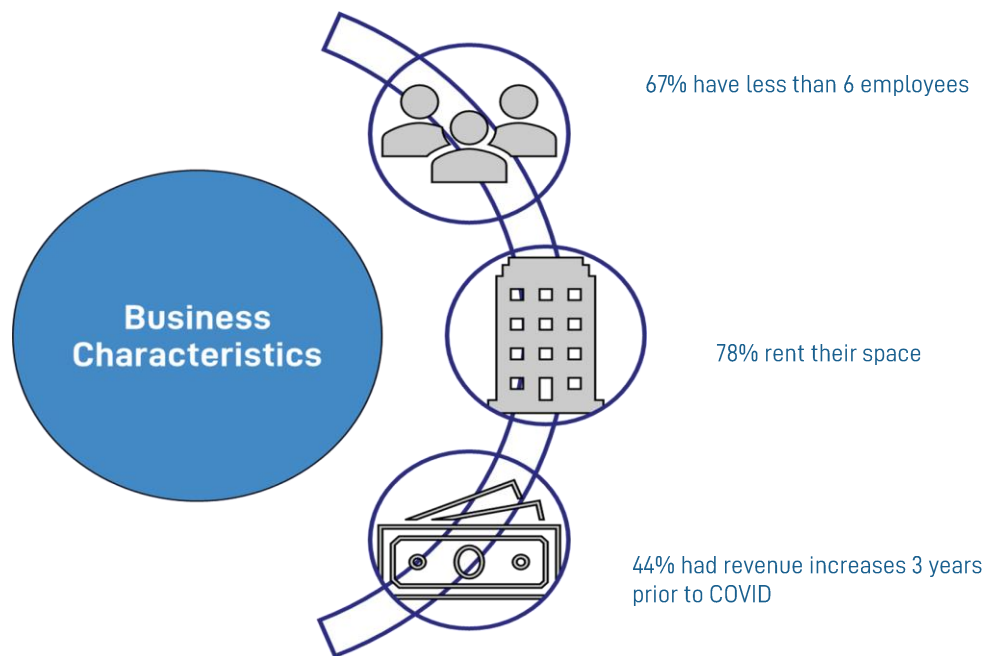 67% have less than 6 employees
Business
Characteristics
78% rent their space
44% had revenue increases 3 years
prior to COVID